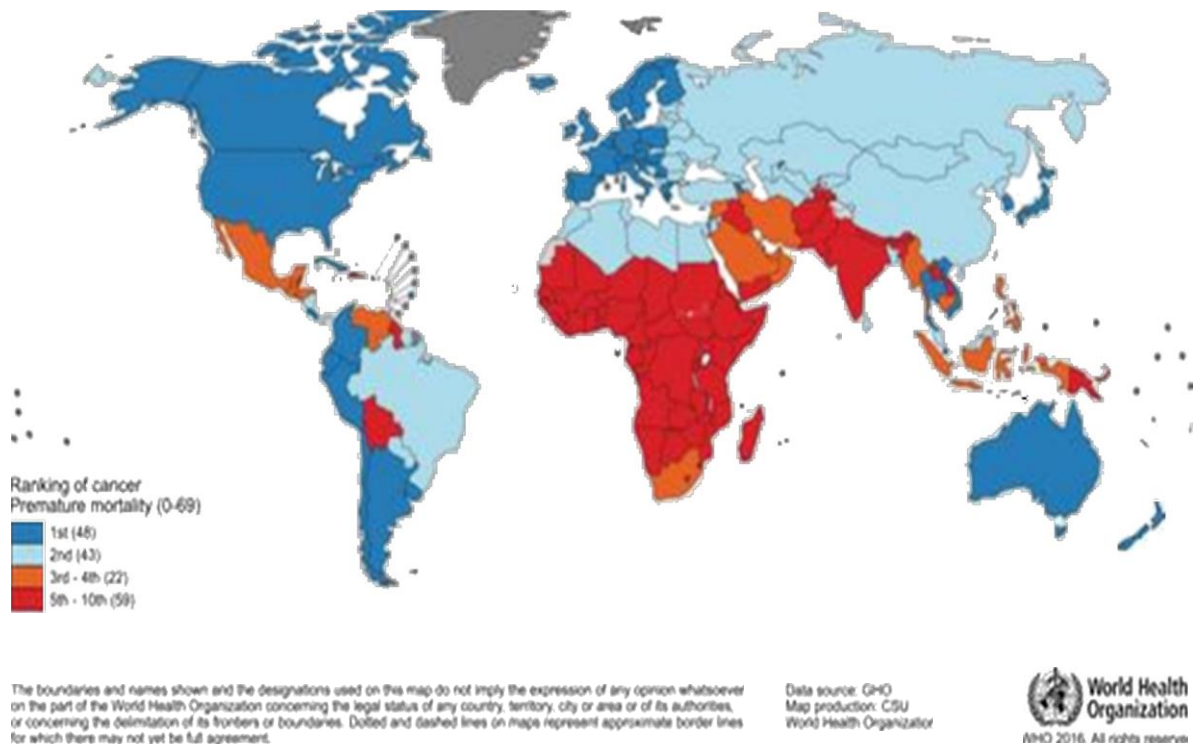 Ranking of cancer
Premature mortality (0-69)
1st (48)
2nd (43)
3rd - 4th (22)
5th - 10th (59)
The boundaries and names shown and the designations used on this map do not imply the expression of any opinion whatsoever
on the part of the World Health Organization concerning the legal status of any country, territory, city or area or of its authorities,
or concerning the delimitation of its frontiers or boundaries. Dotted and dashed lines on maps represent approximate border lines
for which there may not yet be full agreement.
Data source: GHO
Map production: CSU
World Health Organization
World Health
Organization
WHO 2016. All rights reserve